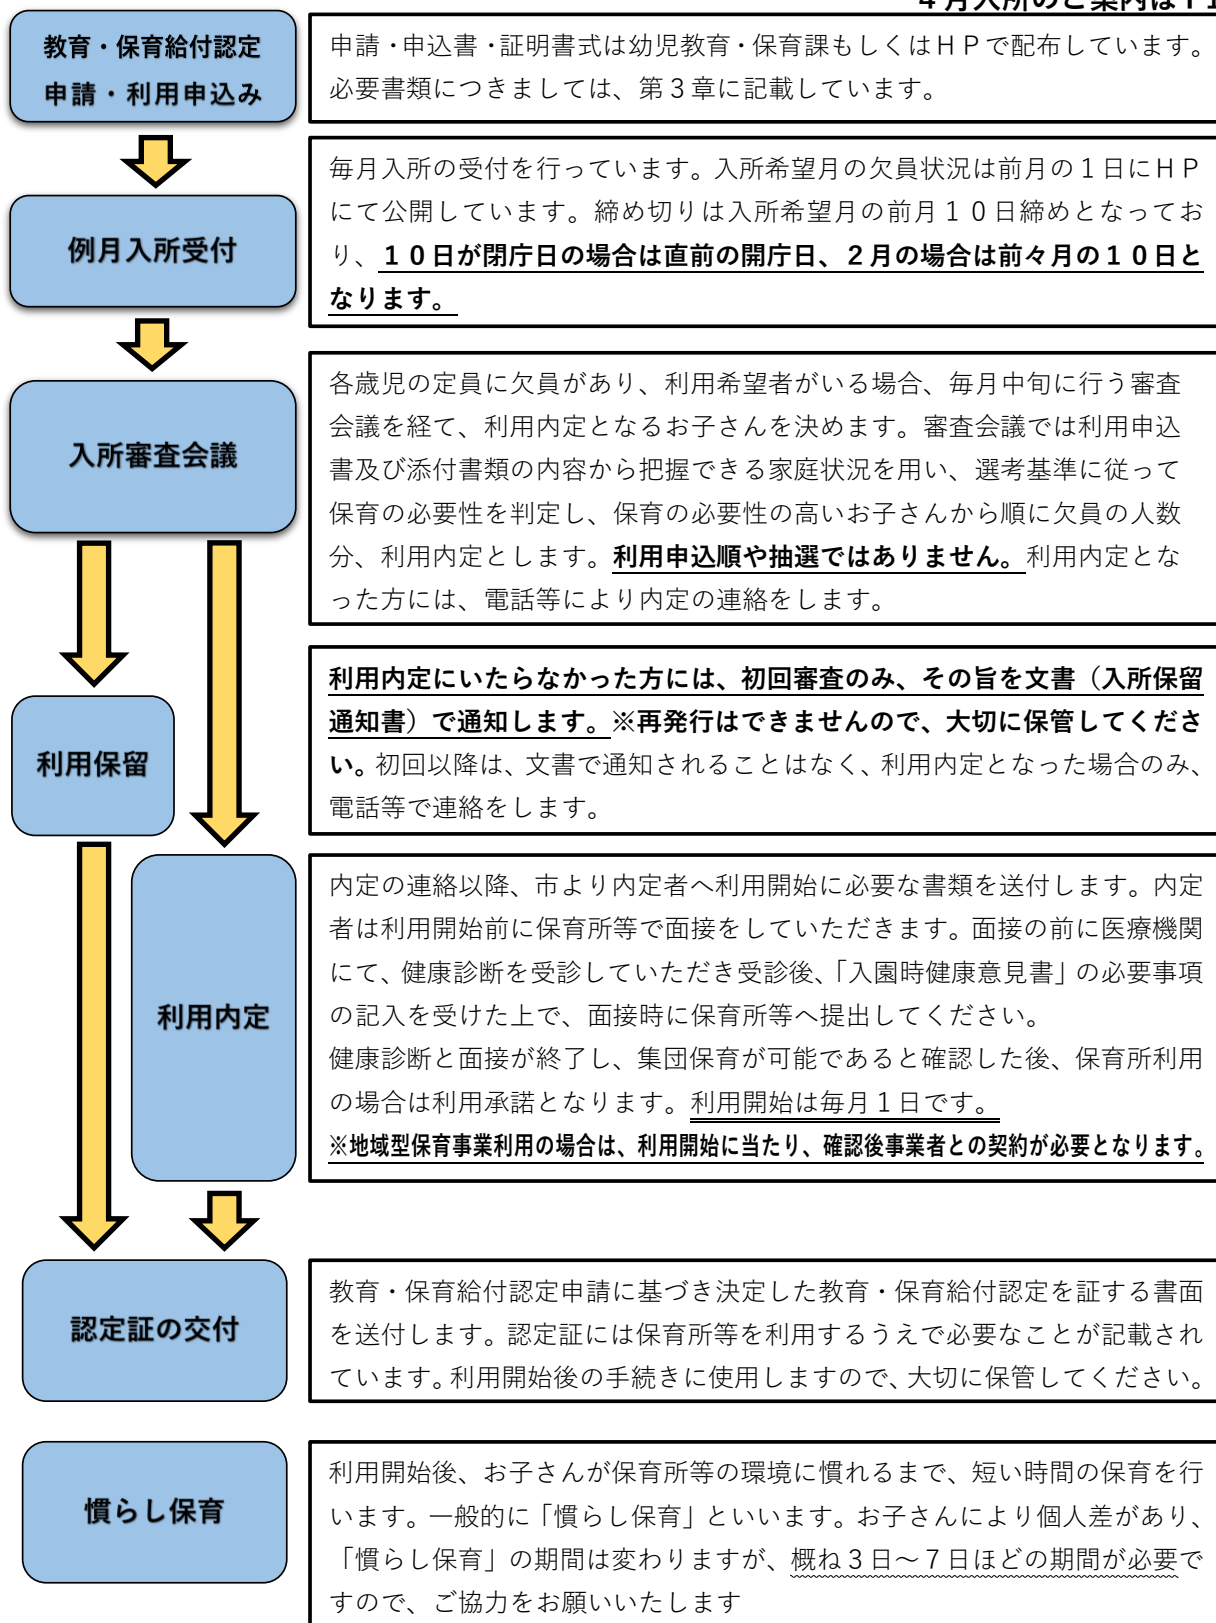 ４月入所のご案内はＰ1
教育・保育給付認定
申請・利用申込み
申請・申込書・証明書式は幼児教育・保育課もしくはＨＰで配布しています。
必要書類につきましては、第３章に記載しています。
例月入所受付
毎月入所の受付を行っています。入所希望月の欠員状況は前月の１日にＨＰ
にて公開しています。締め切りは入所希望月の前月１０日締めとなってお
り、１０日が閉庁日の場合は直前の開庁日、２月の場合は前々月の１０日と
なります。
入所審査会議
各歳児の定員に欠員があり、利用希望者がいる場合、毎月中旬に行う審査
会議を経て、利用内定となるお子さんを決めます。審査会議では利用申込
書及び添付書類の内容から把握できる家庭状況を用い、選考基準に従って
保育の必要性を判定し、保育の必要性の高いお子さんから順に欠員の人数
分、利用内定とします。利用申込順や抽選ではありません。利用内定とな
った方には、電話等により内定の連絡をします。
利用保留
利用内定にいたらなかった方には、初回審査のみ、その旨を文書（入所保留
通知書）で通知します。※再発行はできませんので、大切に保管してくださ
い。初回以降は、文書で通知されることはなく、利用内定となった場合のみ、
電話等で連絡をします。
利用内定
内定の連絡以降、市より内定者へ利用開始に必要な書類を送付します。内定
者は利用開始前に保育所等で面接をしていただきます。面接の前に医療機関
にて、健康診断を受診していただき受診後、「入園時健康意見書」の必要事項
の記入を受けた上で、面接時に保育所等へ提出してください。
健康診断と面接が終了し、集団保育が可能であると確認した後、保育所利用
の場合は利用承諾となります。利用開始は毎月１日です。
※地域型保育事業利用の場合は、利用開始に当たり、確認後事業者との契約が必要となります。
認定証の交付
教育・保育給付認定申請に基づき決定した教育・保育給付認定を証する書面
を送付します。認定証には保育所等を利用するうえで必要なことが記載され
ています。利用開始後の手続きに使用しますので、大切に保管してください。
慣らし保育
利用開始後、お子さんが保育所等の環境に慣れるまで、短い時間の保育を行
います。一般的に「慣らし保育」といいます。お子さんにより個人差があり、
「慣らし保育」の期間は変わりますが、概ね３日～７日ほどの期間が必要で
すので、ご協力をお願いいたします